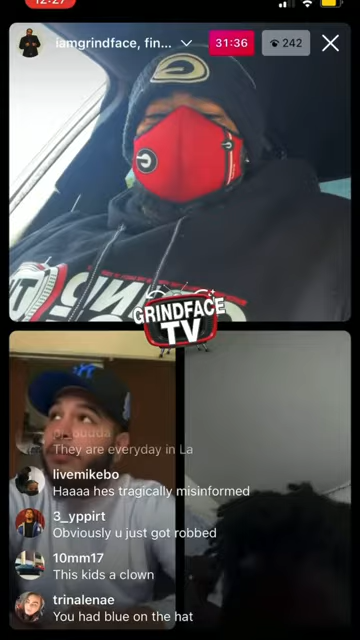 12:27
iamgrindface, fin...
31:36
242
GRINDFACE
TV
They are everyday in La
livemikebo
Haaaa hes tragically misinformed
3_yppirt
Obviously u just got robbed
10mm17
This kids a clown
trinalenae
You had blue on the hat